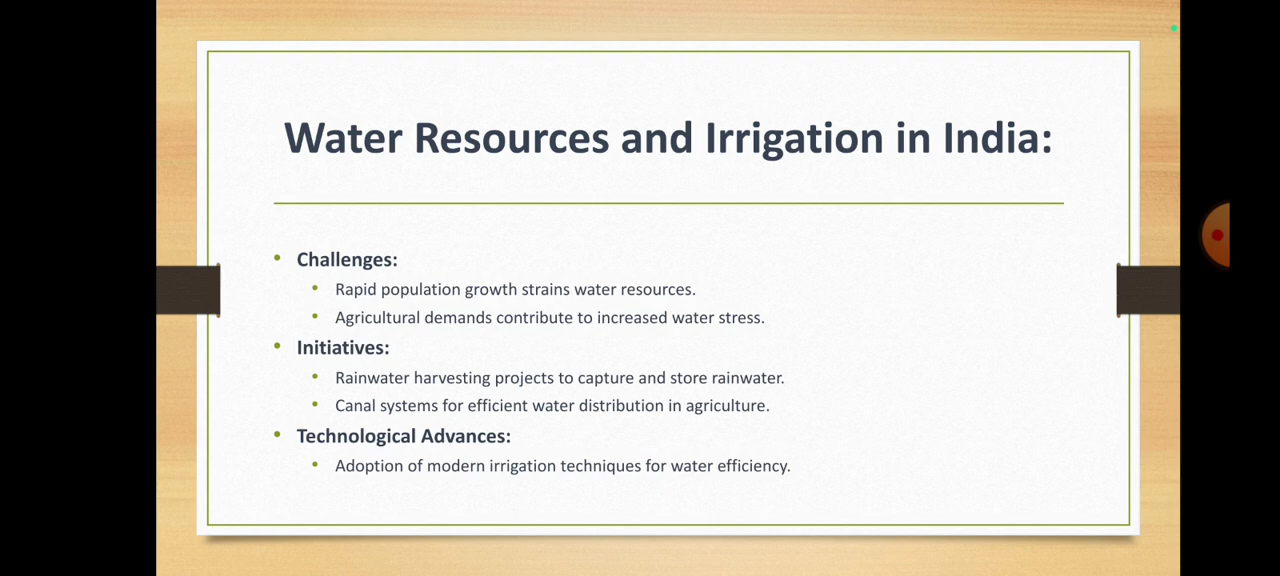 Water Resources and Irrigation in India:
• Challenges:
• Rapid population growth strains water resources.
• Agricultural demands contribute to increased water stress.
• Initiatives:
• Rainwater harvesting projects to capture and store rainwater.
• Canal systems for efficient water distribution in agriculture.
• Technological Advances:
• Adoption of modern irrigation techniques for water efficiency.